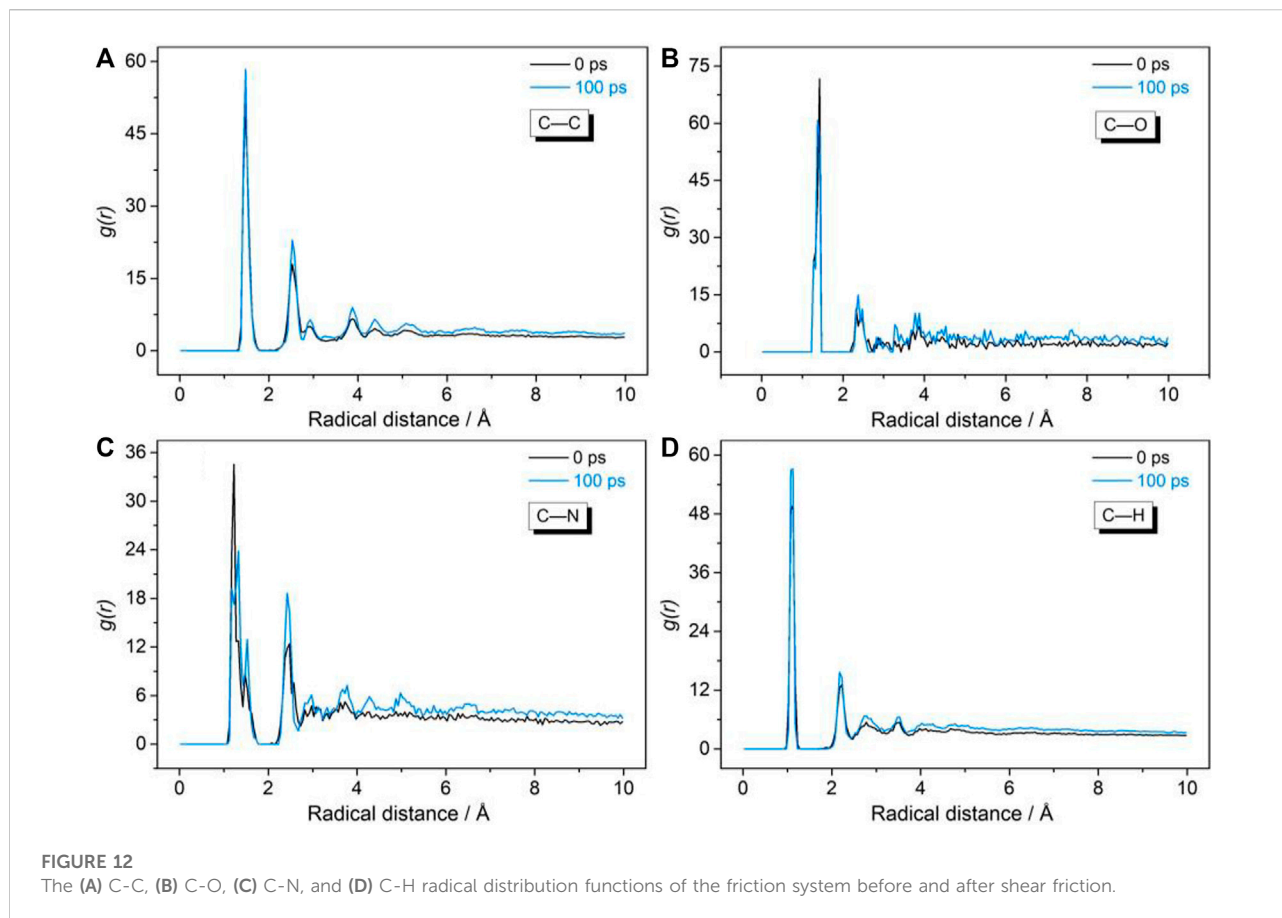 A
60
45
30
15
0
g(r)
0 ps
100 ps
C—C
0 2 4 6 8 10
Radical distance / Å
B
75
60
45
30
15
0
g(r)
0 ps
100 ps
C—O
0 2 4 6 8 10
Radical distance / Å
C
36
30
24
18
12
6
0
g(r)
0 ps
100 ps
C—N
0 2 4 6 8 10
Radical distance / Å
D
60
48
36
24
12
0
g(r)
0 ps
100 ps
C—H
0 2 4 6 8 10
Radical distance / Å
FIGURE 12
The (A) C-C, (B) C-O, (C) C-N, and (D) C-H radical distribution functions of the friction system before and after shear friction.